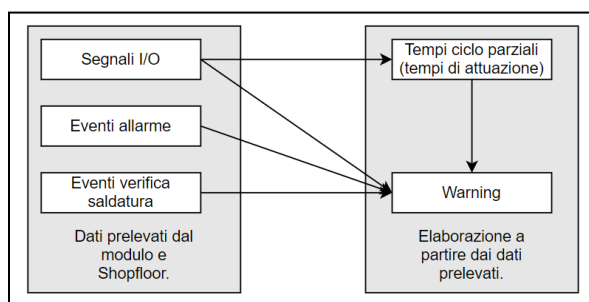 Segnali I/O
Eventi allarme
Eventi verifica
saldatura
Dati prelevati dal
modulo e
Shopfloor.
Tempi ciclo parziali
(tempi di attuazione)
Warning
Elaborazione a
partire dai dati
prelevati.